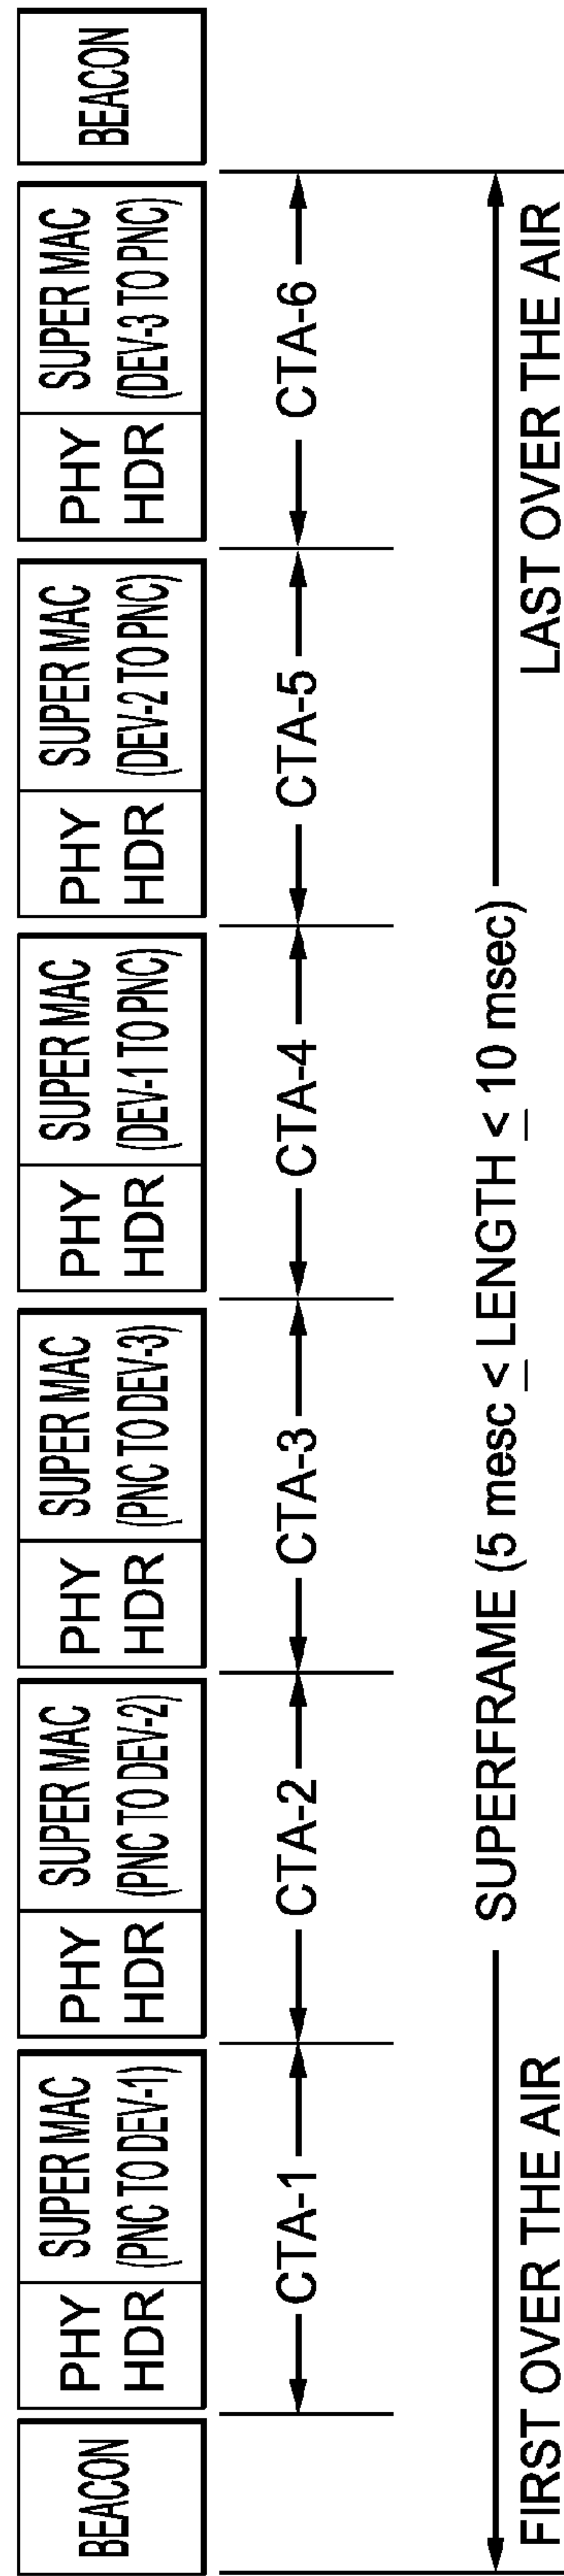 BEACON
PHY
HDR
SUPER MAC
(PNC TO DEV-1)
PHY
HDR
SUPER MAC
(PNC TO DEV-2)
PHY
HDR
SUPER MAC
(PNC TO DEV-3)
PHY
HDR
SUPER MAC
(DEV-1 TO PNC)
PHY
HDR
SUPER MAC
(DEV-2 TO PNC)
PHY
HDR
SUPER MAC
(DEV-3 TO PNC)
BEACON
CTA-1
CTA-2
CTA-3
CTA-4
CTA-5
CTA-6
SUPERFRAME (5 mesc ≤ LENGTH ≤ 10 msec)
FIRST OVER THE AIR
LAST OVER THE AIR